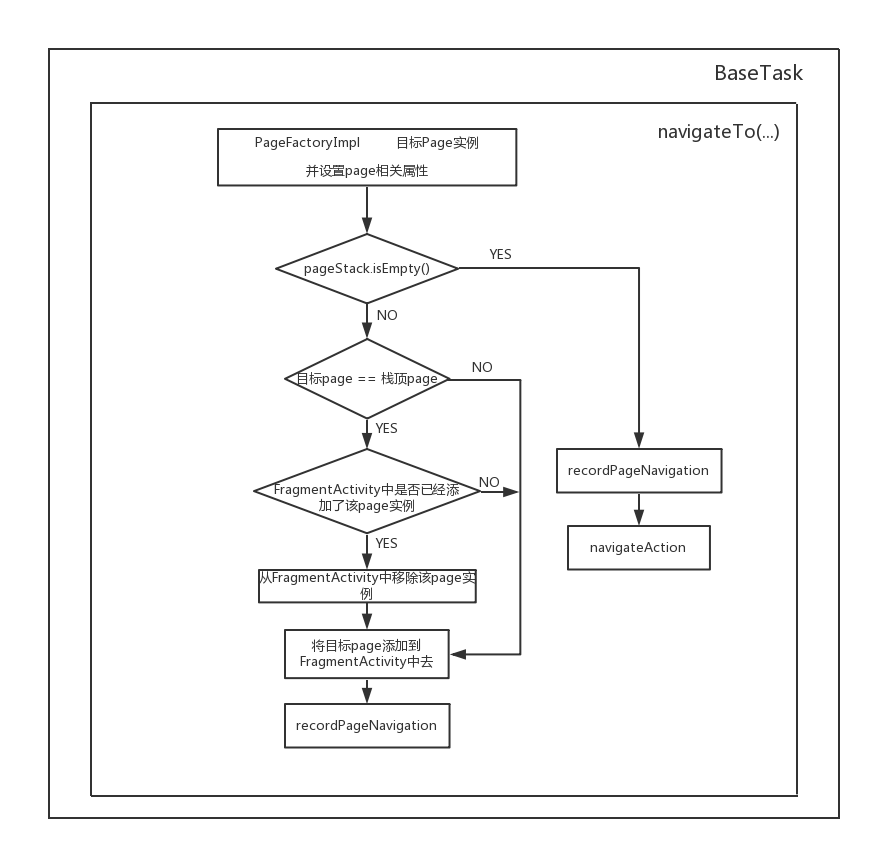 BaseTask
navigateTo(...)
PageFactoryImpl 目标Page实例
并设置page相关属性
pageStack.isEmpty()
YES
NO
目标page == 栈顶page
NO
YES
FragmentActivity中是否已经添
加了该page实例
NO
YES
从FragmentActivity中移除该page实
例
将目标page添加到
FragmentActivity中去
recordPageNavigation
recordPageNavigation
navigateAction